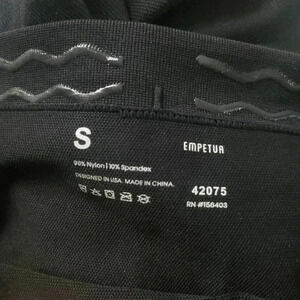 S
EMPETUA
90% Nylon | 10% Spandex
DESIGNED IN USA. MADE IN CHINA.
42075
RN #156403